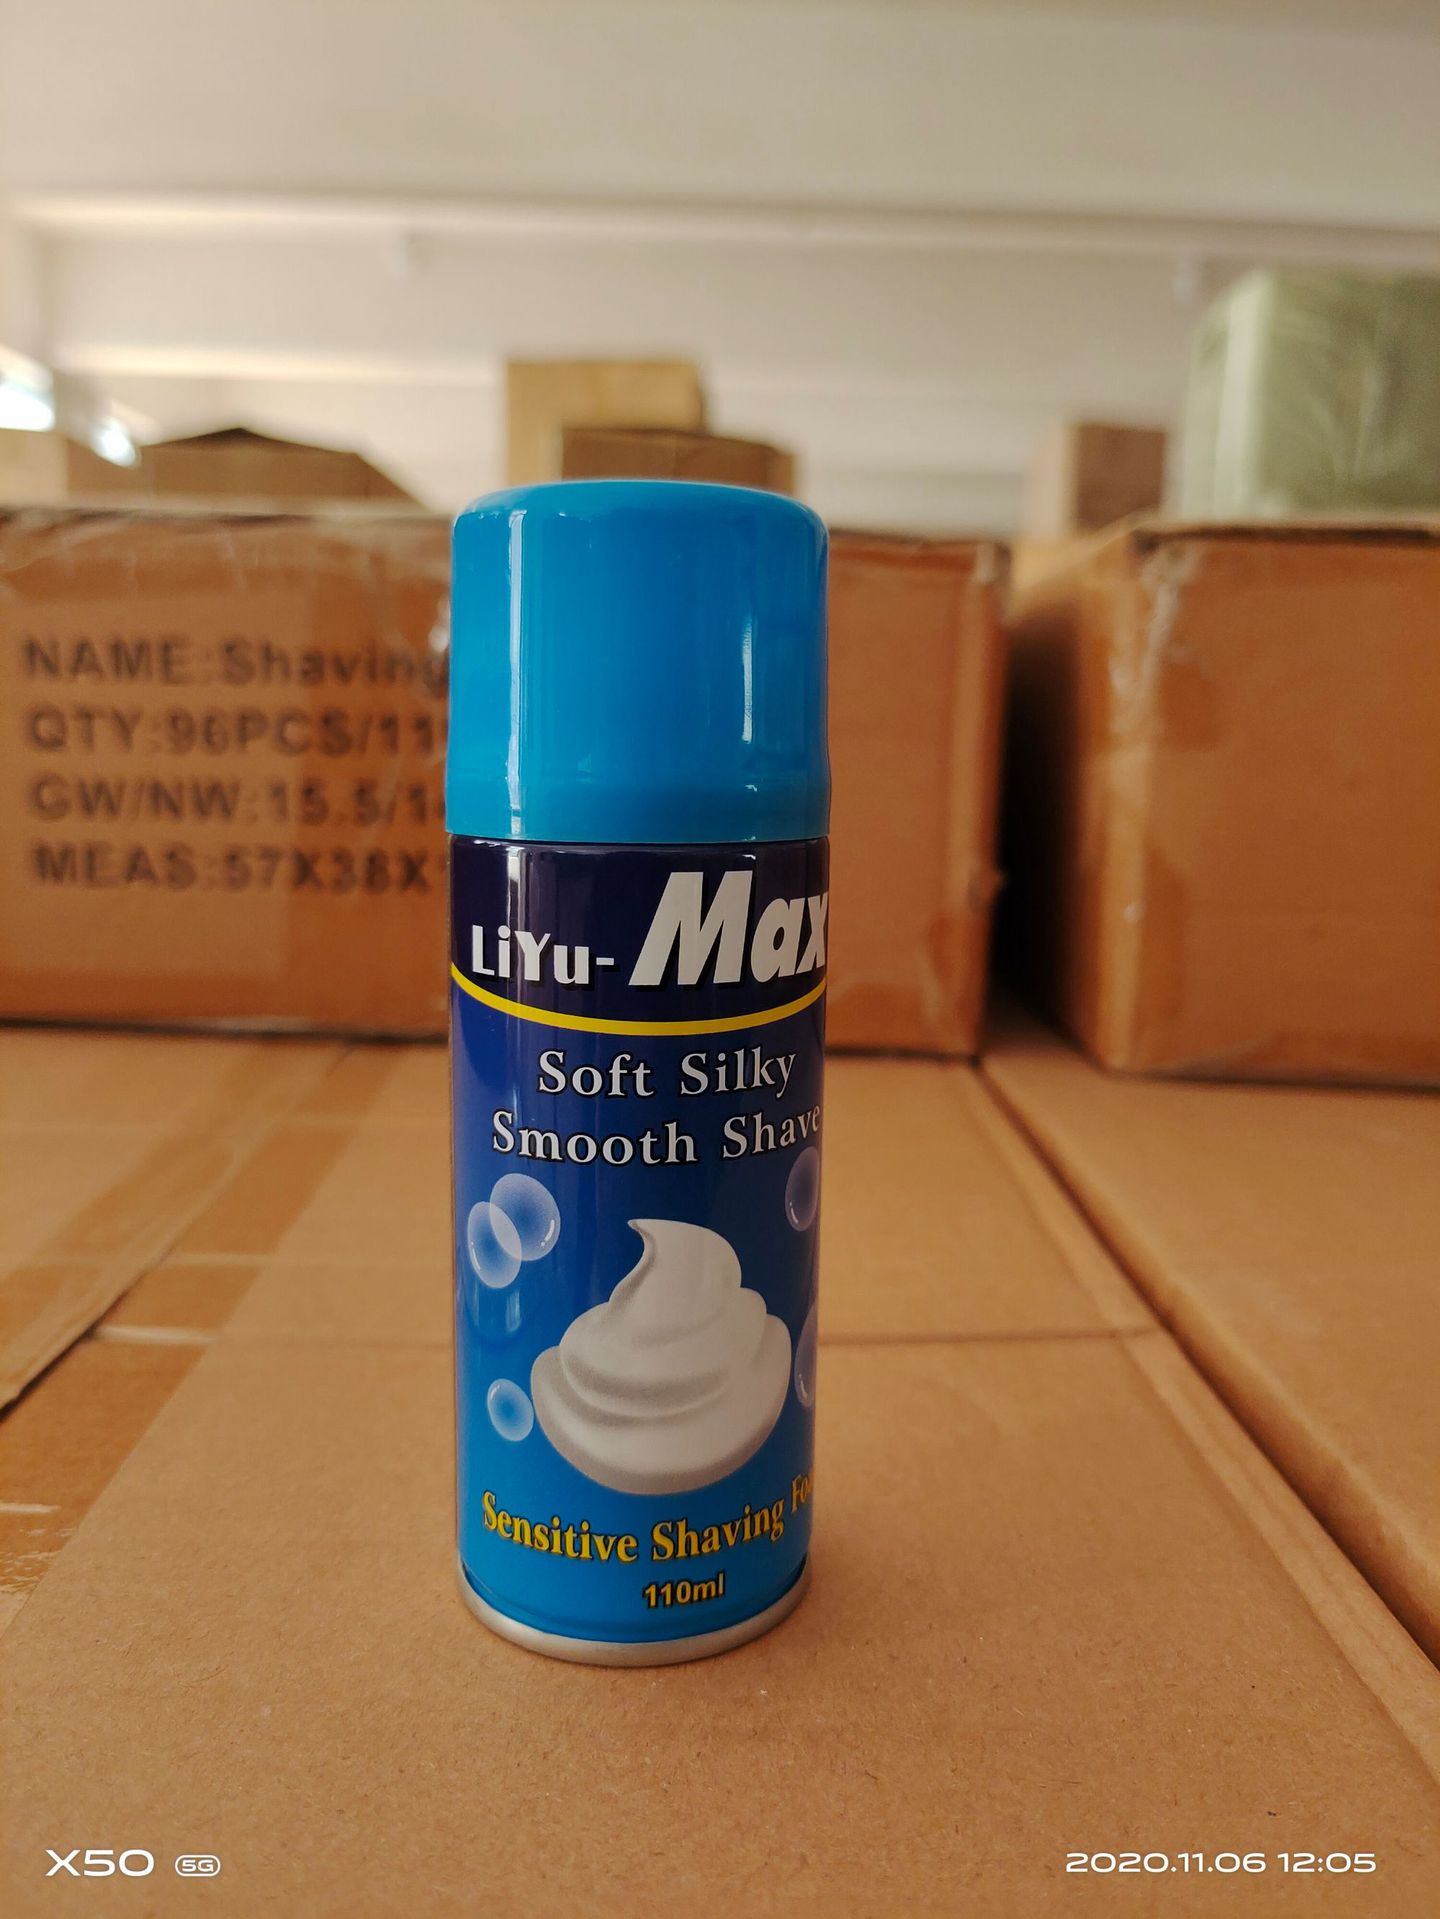 NAME:Shaving
QTY:96PCS/11
GW/NW:15.5/1
MEAS:57X38X
LiYu-Max
Soft Silky
Smooth Shave
Sensitive Shaving
110ml
X50 5G
2020.11.06 12:05